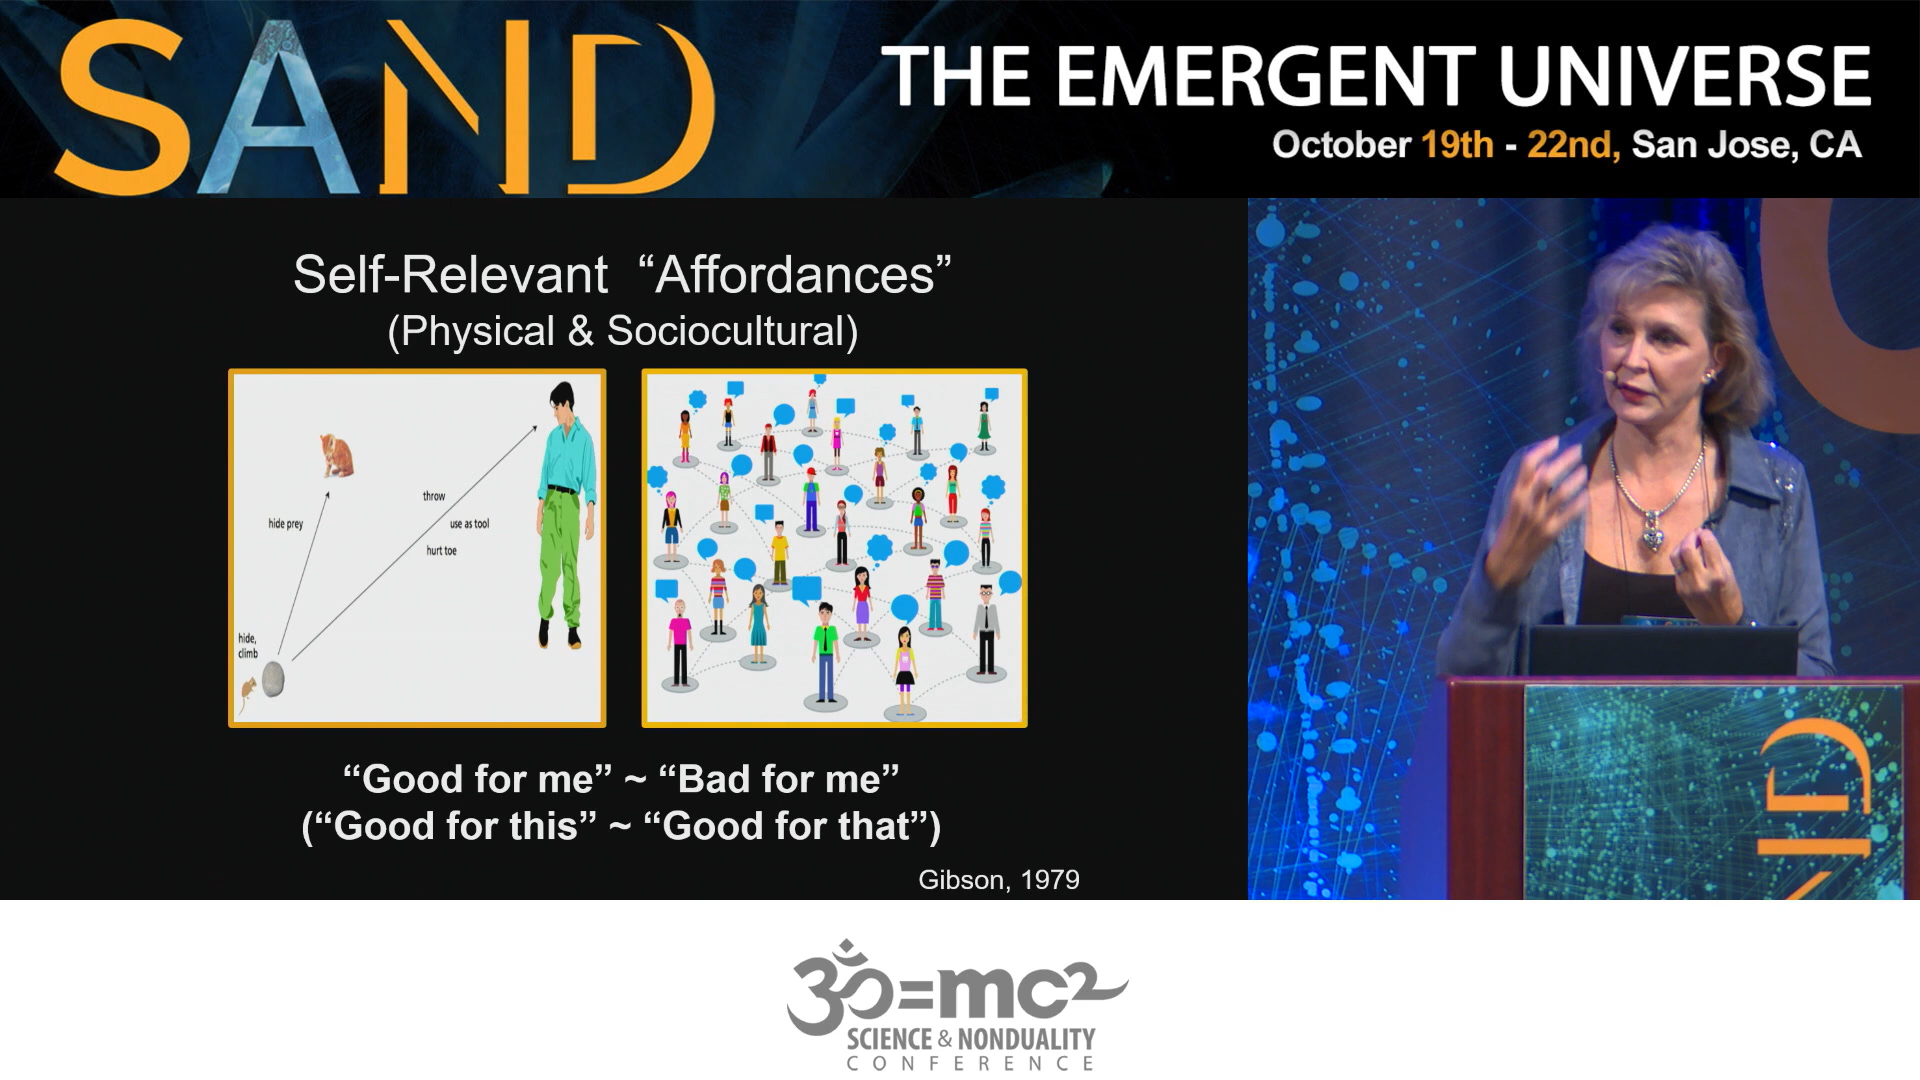 SAND
THE EMERGENT UNIVERSE
October 19th - 22nd, San Jose, CA
Self-Relevant “Affordances”
(Physical & Sociocultural)
throw
hide prey
use as tool
hurt toe
hide,
climb
“Good for me” ~ “Bad for me”
(“Good for this” ~ “Good for that”)
Gibson, 1979
ND
ॐ=mc2
SCIENCE & NONDUALITY
CONFERENCE